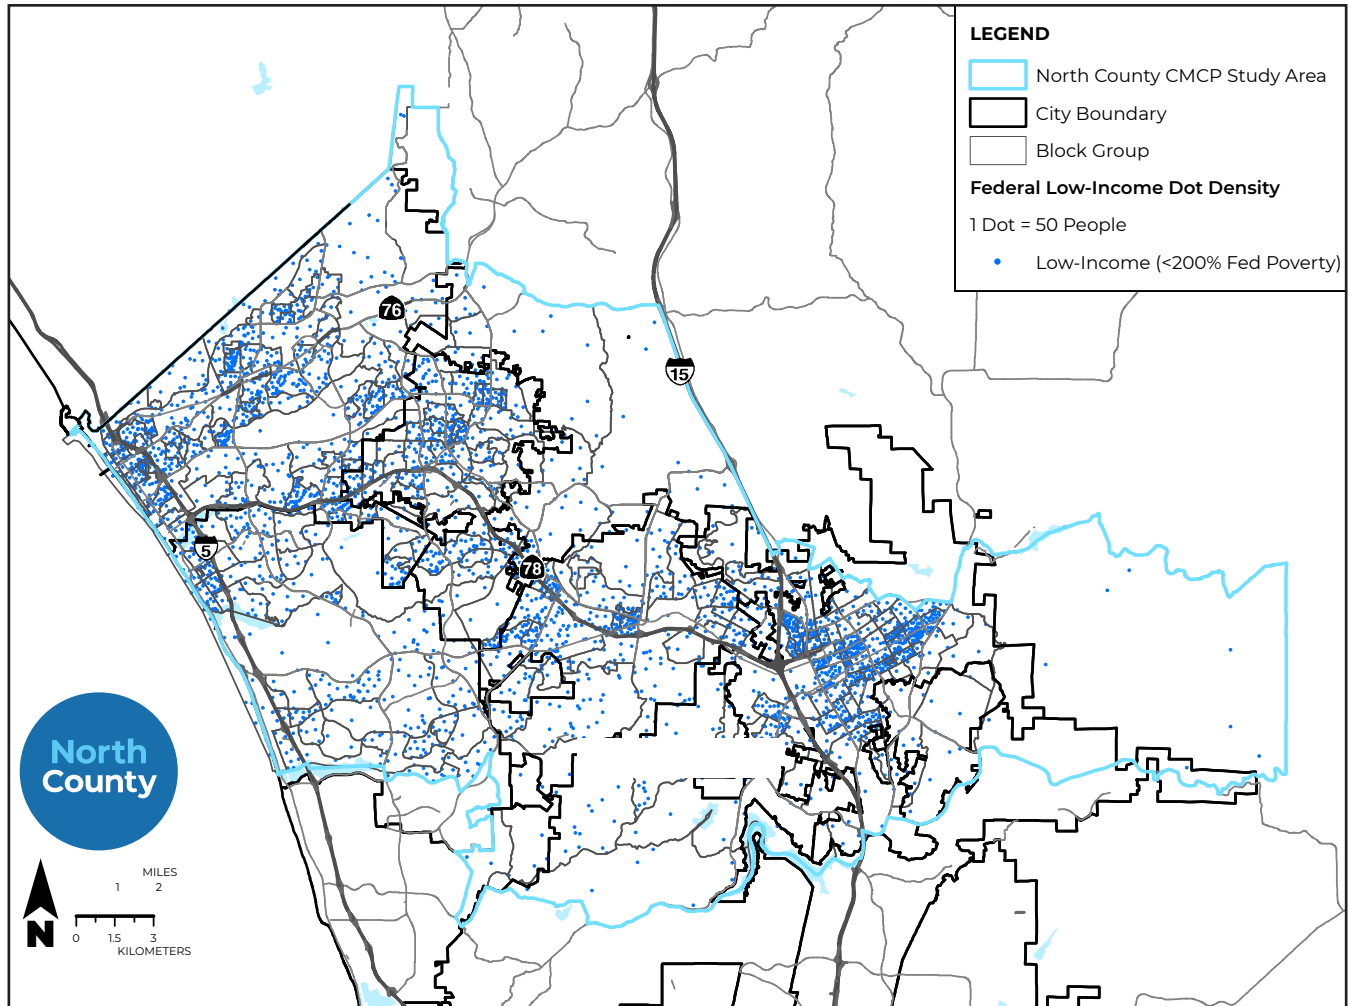 LEGEND
North County CMCP Study Area
City Boundary
Block Group
Federal Low-Income Dot Density
1 Dot = 50 People
Low-Income (<200% Fed Poverty)
76
15
5
78
North
County
MILES
1 2
0 1.5 3
KILOMETERS
N